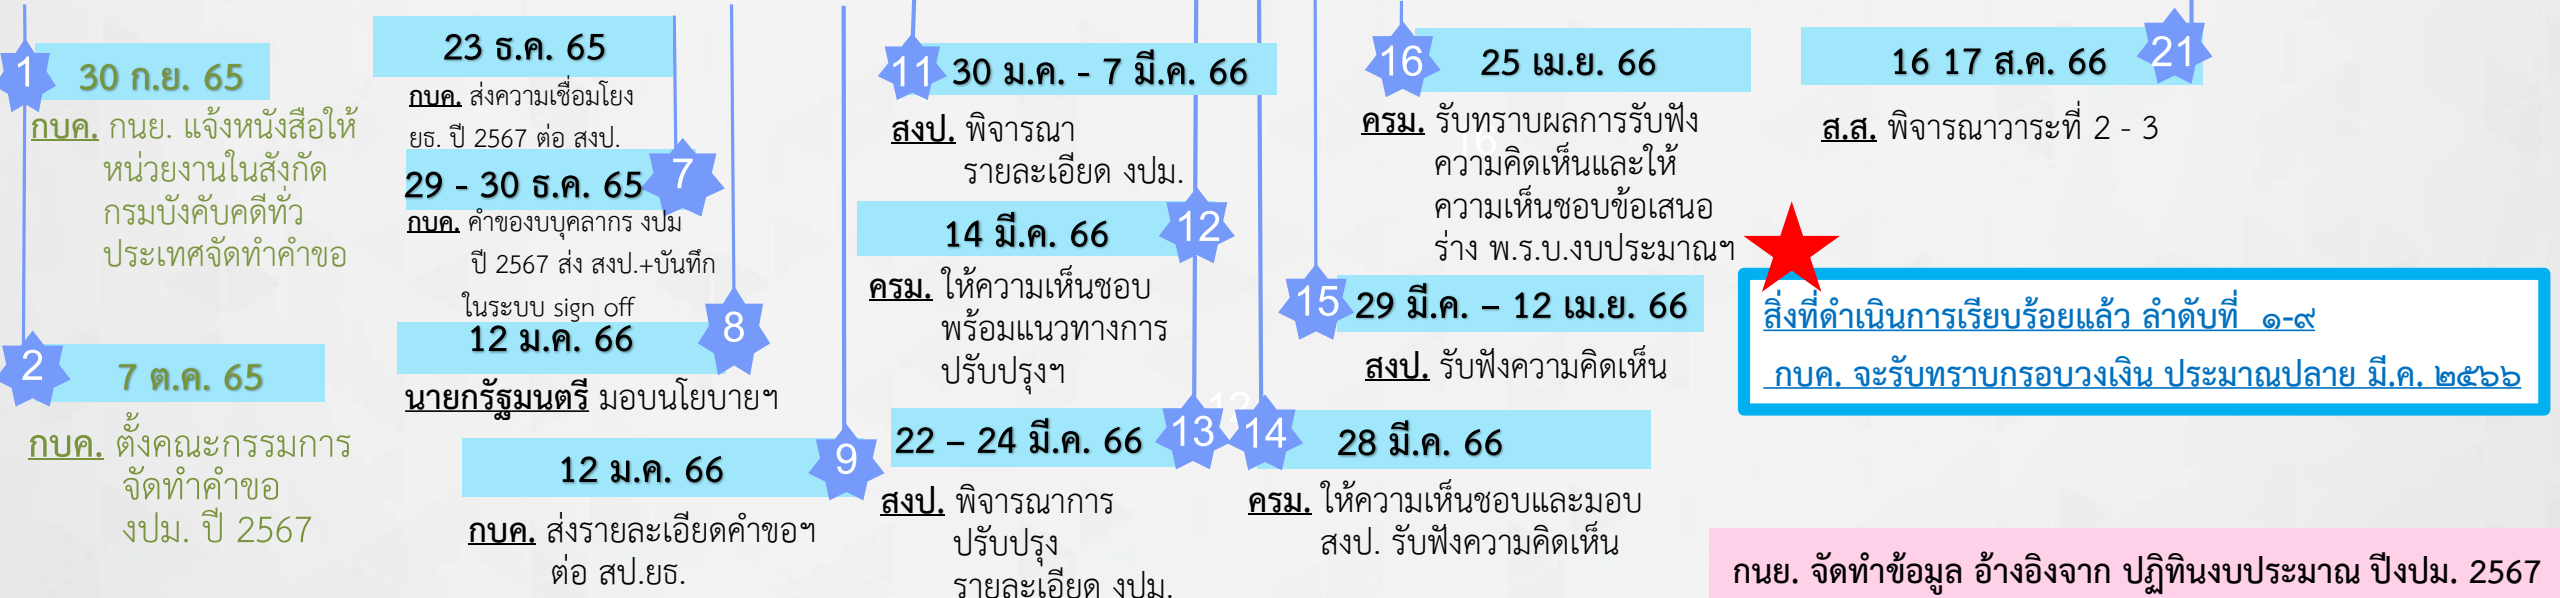 1
30 ก.ย. 65
กบค. กนย. แจ้งหนังสือให้
หน่วยงานในสังกัด
กรมบังคับคดีทั่ว
ประเทศจัดทำคำขอ
2
7 ต.ค. 65
กบค. ตั้งคณะกรรมการ
จัดทำคำขอ
งปม. ปี 2567
23 ธ.ค. 65
กบค. ส่งความเชื่อมโยง
ยธ. ปี 2567 ต่อ สงป.
29 - 30 ธ.ค. 65
7
กบค. คำของบบุคลากร งปม
ปี 2567 ส่ง สงป.+บันทึก
ในระบบ sign off
12 ม.ค. 66
8
นายกรัฐมนตรี มอบนโยบายฯ
12 ม.ค. 66
9
กบค. ส่งรายละเอียดคำขอฯ
ต่อ สป.ยธ.
11
30 ม.ค. - 7 มี.ค. 66
สงป. พิจารณา
รายละเอียด งปม.
14 มี.ค. 66
12
ครม. ให้ความเห็นชอบ
พร้อมแนวทางการ
ปรับปรุงฯ
22 – 24 มี.ค. 66
13
12
สงป. พิจารณาการ
ปรับปรุง
รายละเอียด งปม.
14
28 มี.ค. 66
ครม. ให้ความเห็นชอบและมอบ
สงป. รับฟังความคิดเห็น
15
29 มี.ค. – 12 เม.ย. 66
สงป. รับฟังความคิดเห็น
16
25 เม.ย. 66
ครม. รับทราบผลการรับฟัง
16
ความคิดเห็นและให้
ความเห็นชอบข้อเสนอ
ร่าง พ.ร.บ.งบประมาณฯ
16 17 ส.ค. 66
21
ส.ส. พิจารณาวาระที่ 2 - 3
สิ่งที่ดำเนินการเรียบร้อยแล้ว ลำดับที่ ๑-๙
กบค. จะรับทราบกรอบวงเงิน ประมาณปลาย มี.ค. ๒๕๖๖
กนย. จัดทำข้อมูล อ้างอิงจาก ปฏิทินงบประมาณ ปีงปม. 2567